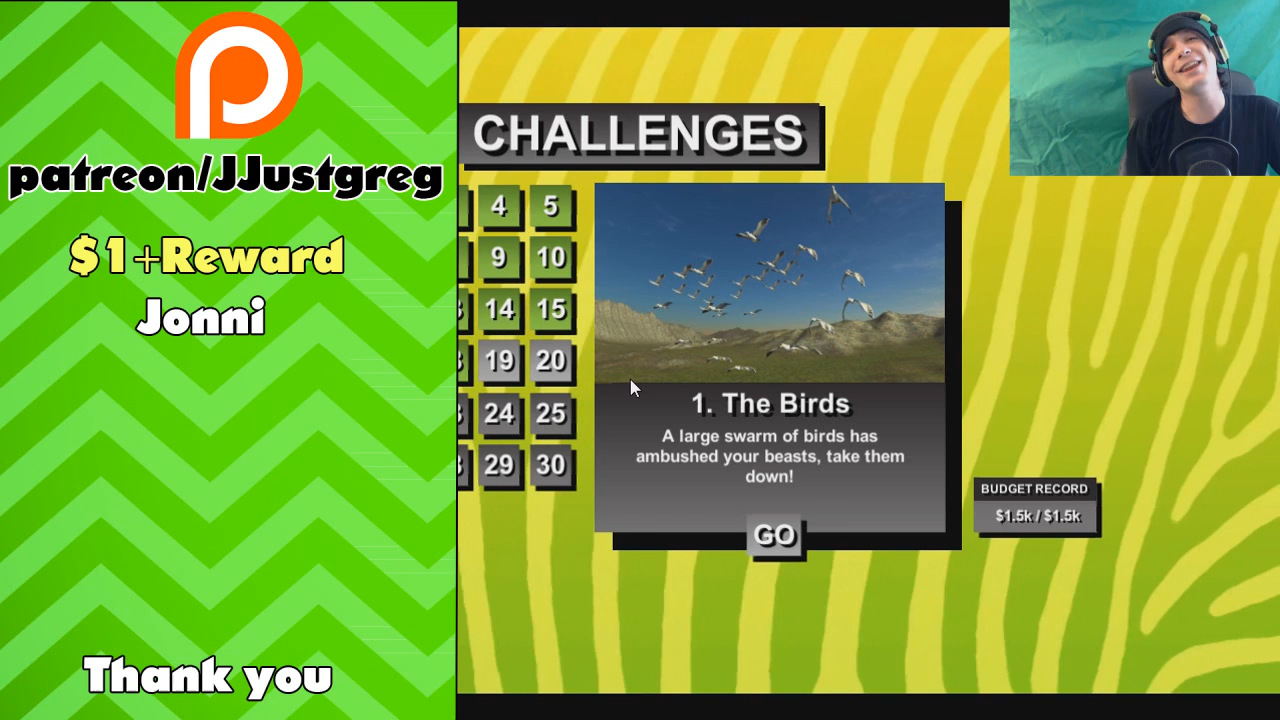 patreon/JJustgreg
$1+Reward
Jonni
Thank you
CHALLENGES
4 5
9 10
14 15
19 20
24 25
29 30
1. The Birds
A large swarm of birds has
ambushed your beasts, take them
down!
GO
BUDGET RECORD
$1.5k / $1.5k